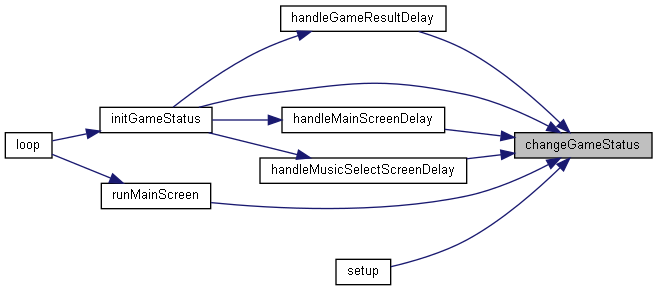 handleGameResultDelay
initGameStatus
handleMainScreenDelay
loop
changeGameStatus
handleMusicSelectScreenDelay
runMainScreen
setup